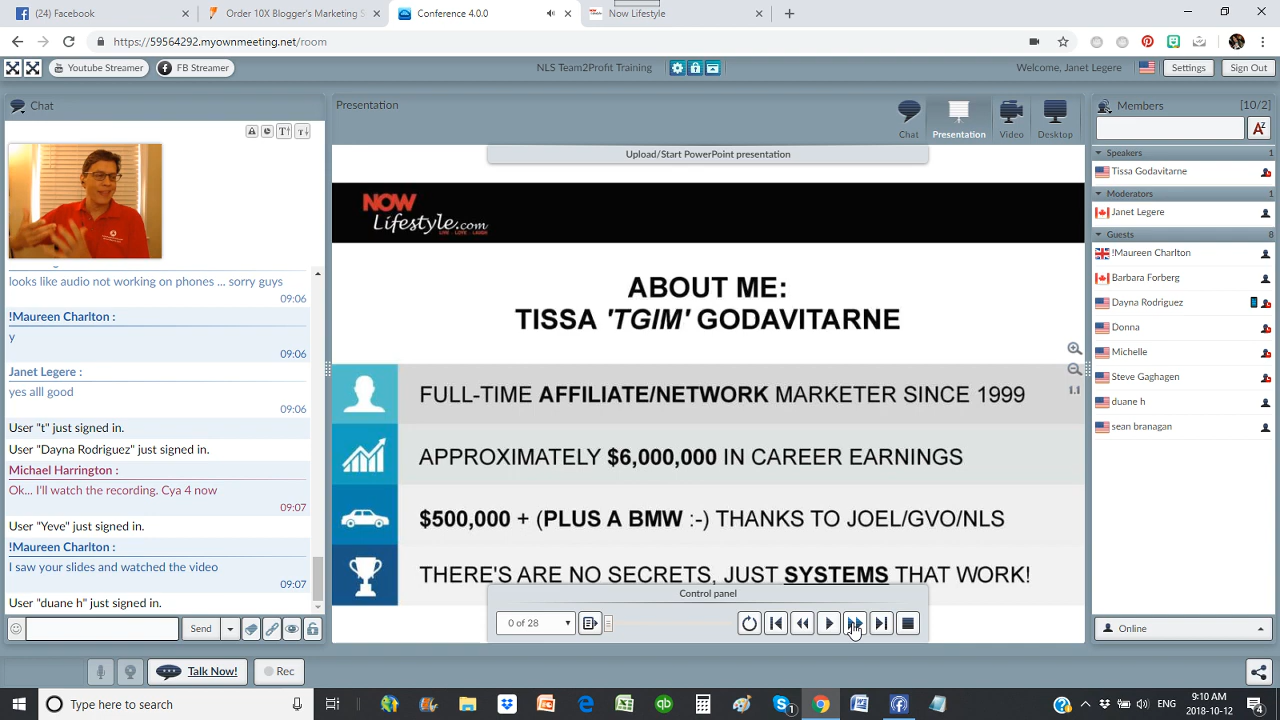 (24) Facebook
Order 10X Blogger's Marketing S
Conference 4.0.0
Now Lifestyle
https://59564292.myownmeeting.net/room
Youtube Streamer
FB Streamer
NLS Team2Profit Training
Welcome, Janet Legere
Settings
Sign Out
Chat
looks like audio not working on phones ... sorry guys
09:06
!Maureen Charlton :
y
09:06
Janet Legere :
yes alll good
09:06
User "t" just signed in.
User "Dayna Rodriguez" just signed in.
Michael Harrington :
Ok... I'll watch the recording. Cya 4 now
09:07
User "Yeve" just signed in.
!Maureen Charlton :
I saw your slides and watched the video
09:07
User "duane h" just signed in.
Send
Talk Now!
Rec
Presentation
Chat
Presentation
Video
Desktop
Upload/Start PowerPoint presentation
NOW
Lifestyle.com
LIVE LOVE LAUGH
ABOUT ME:
TISSA 'TGIM' GODAVITARNE
FULL-TIME AFFILIATE/NETWORK MARKETER SINCE 1999
APPROXIMATELY $6,000,000 IN CAREER EARNINGS
$500,000 + (PLUS A BMW :-) THANKS TO JOEL/GVO/NLS
THERE'S ARE NO SECRETS, JUST SYSTEMS THAT WORK!
1.1
Control panel
0 of 28
Members
[10/2]
AZ
Speakers 1
Tissa Godavitarne
Moderators 1
Janet Legere
Guests 8
!Maureen Charlton
Barbara Forberg
Dayna Rodriguez
Donna
Michelle
Steve Gaghagen
duane h
sean branagan
Online
Type here to search
ENG
9:10 AM
2018-10-12